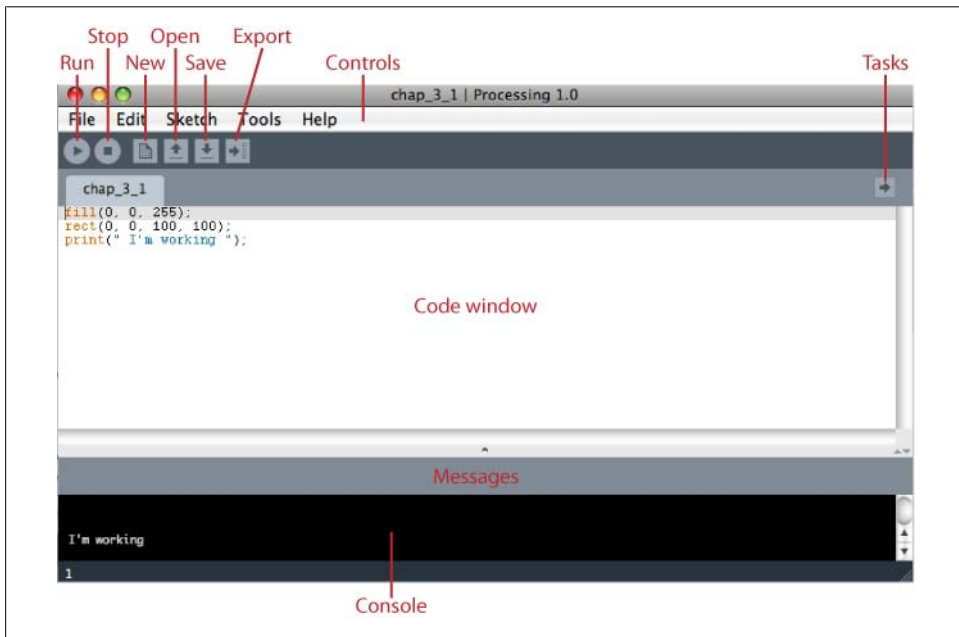 Stop Open Export
Run New Save Controls Tasks
chap_3_1 | Processing 1.0
File Edit Sketch Tools Help
chap_3_1
fill(0, 0, 255);
rect(0, 0, 100, 100);
print(" I'm working ");
Code window
Messages
I'm working
1
Console